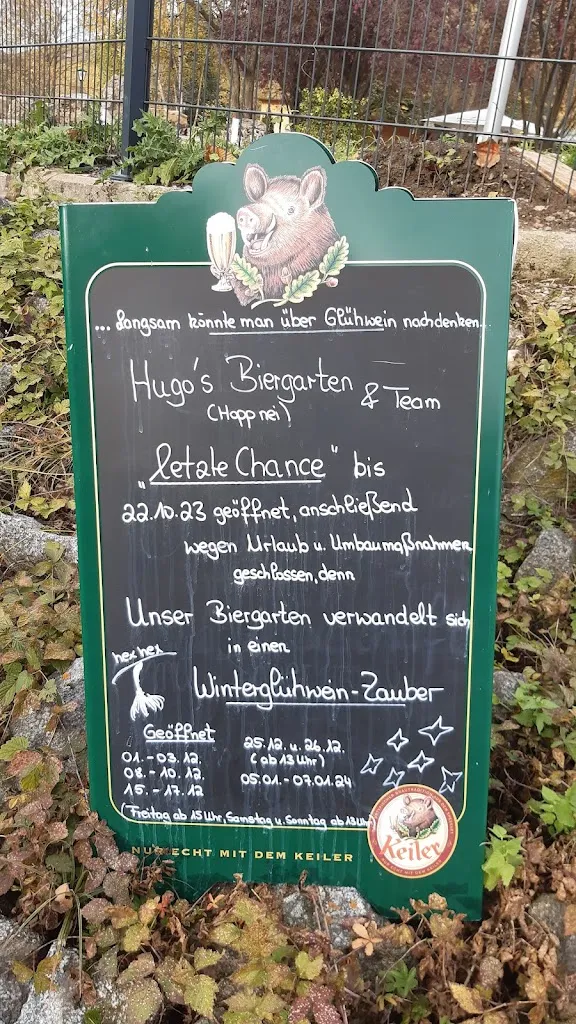 ... Langsam könnte man über Glühwein nachdenken...
Hugo's Biergarten & Team
(Hopp nei)
„letzte Chance" bis
22.10.23 geöffnet, anschließend
wegen Urlaub u. Umbaumaßnahmen
geschlossen, denn
Unser Biergarten verwandelt sich
in einen
hex hex
Winterglühwein-Zauber
Geöffnet
01. - 03.12.
08. - 10.12.
15. - 17.12
25.12. u. 26.12.
(ab 13 Uhr)
05.01. - 07.01.24
(Freitag ab 15 Uhr, Samstag u. Sonntag ab 13 Uhr)
Keiler
NUR ECHT MIT DEM KEILER